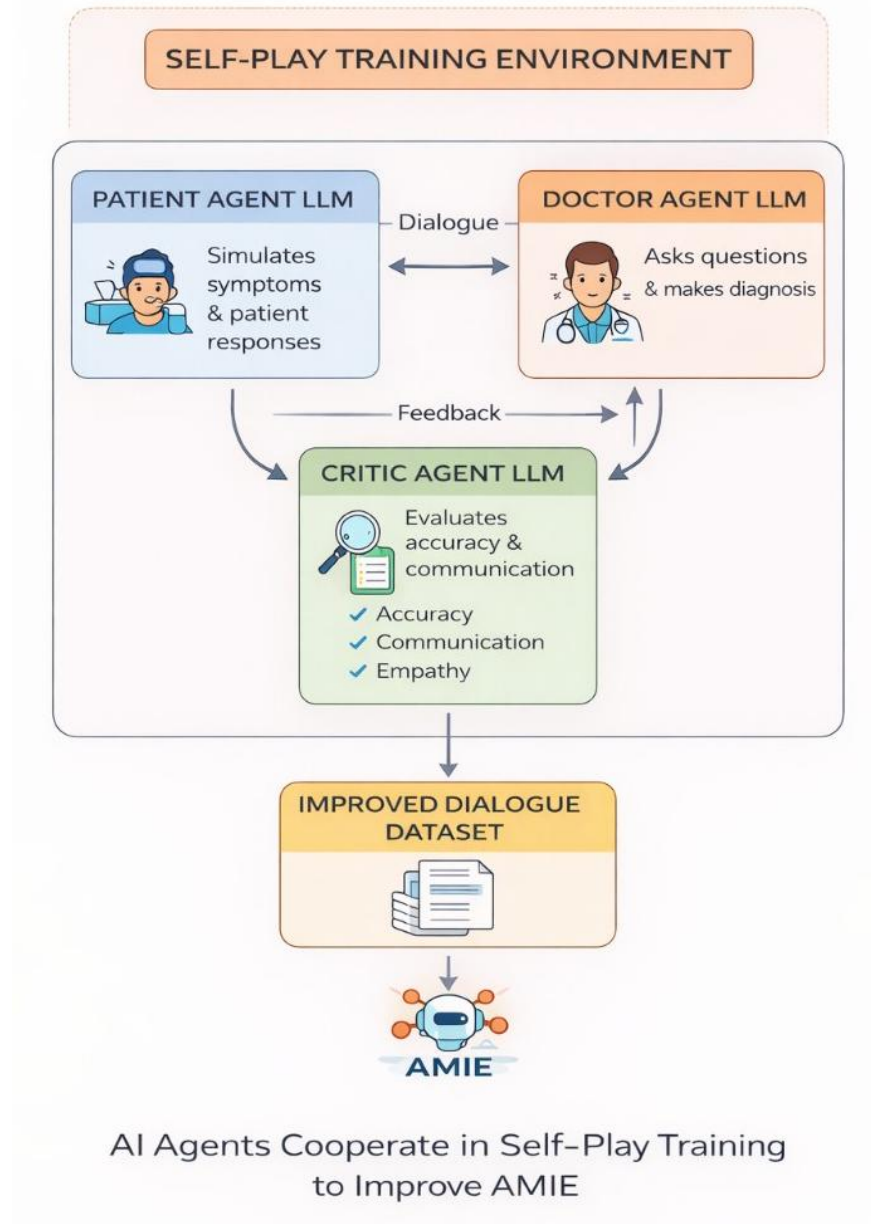 SELF-PLAY TRAINING ENVIRONMENT
PATIENT AGENT LLM
Simulates
symptoms
& patient
responses
Dialogue
DOCTOR AGENT LLM
Asks questions
& makes diagnosis
Feedback
CRITIC AGENT LLM
Evaluates
accuracy &
communication
✓ Accuracy
✓ Communication
✓ Empathy
IMPROVED DIALOGUE
DATASET
AMIE
AI Agents Cooperate in Self-Play Training
to Improve AMIE